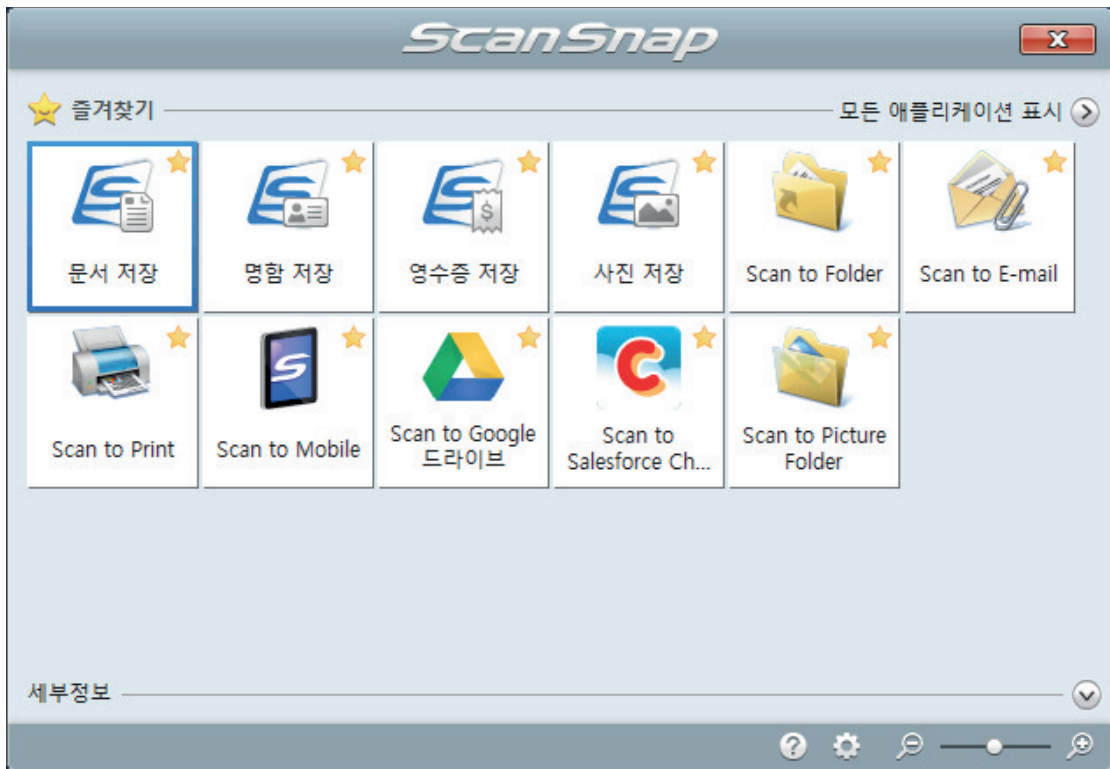 ScanSnap
즐겨찾기
모든 애플리케이션 표시
문서 저장
명함 저장
영수증 저장
사진 저장
Scan to Folder
Scan to E-mail
Scan to Print
Scan to Mobile
Scan to Google
드라이브
Scan to
Salesforce Ch...
Scan to Picture
Folder
세부정보